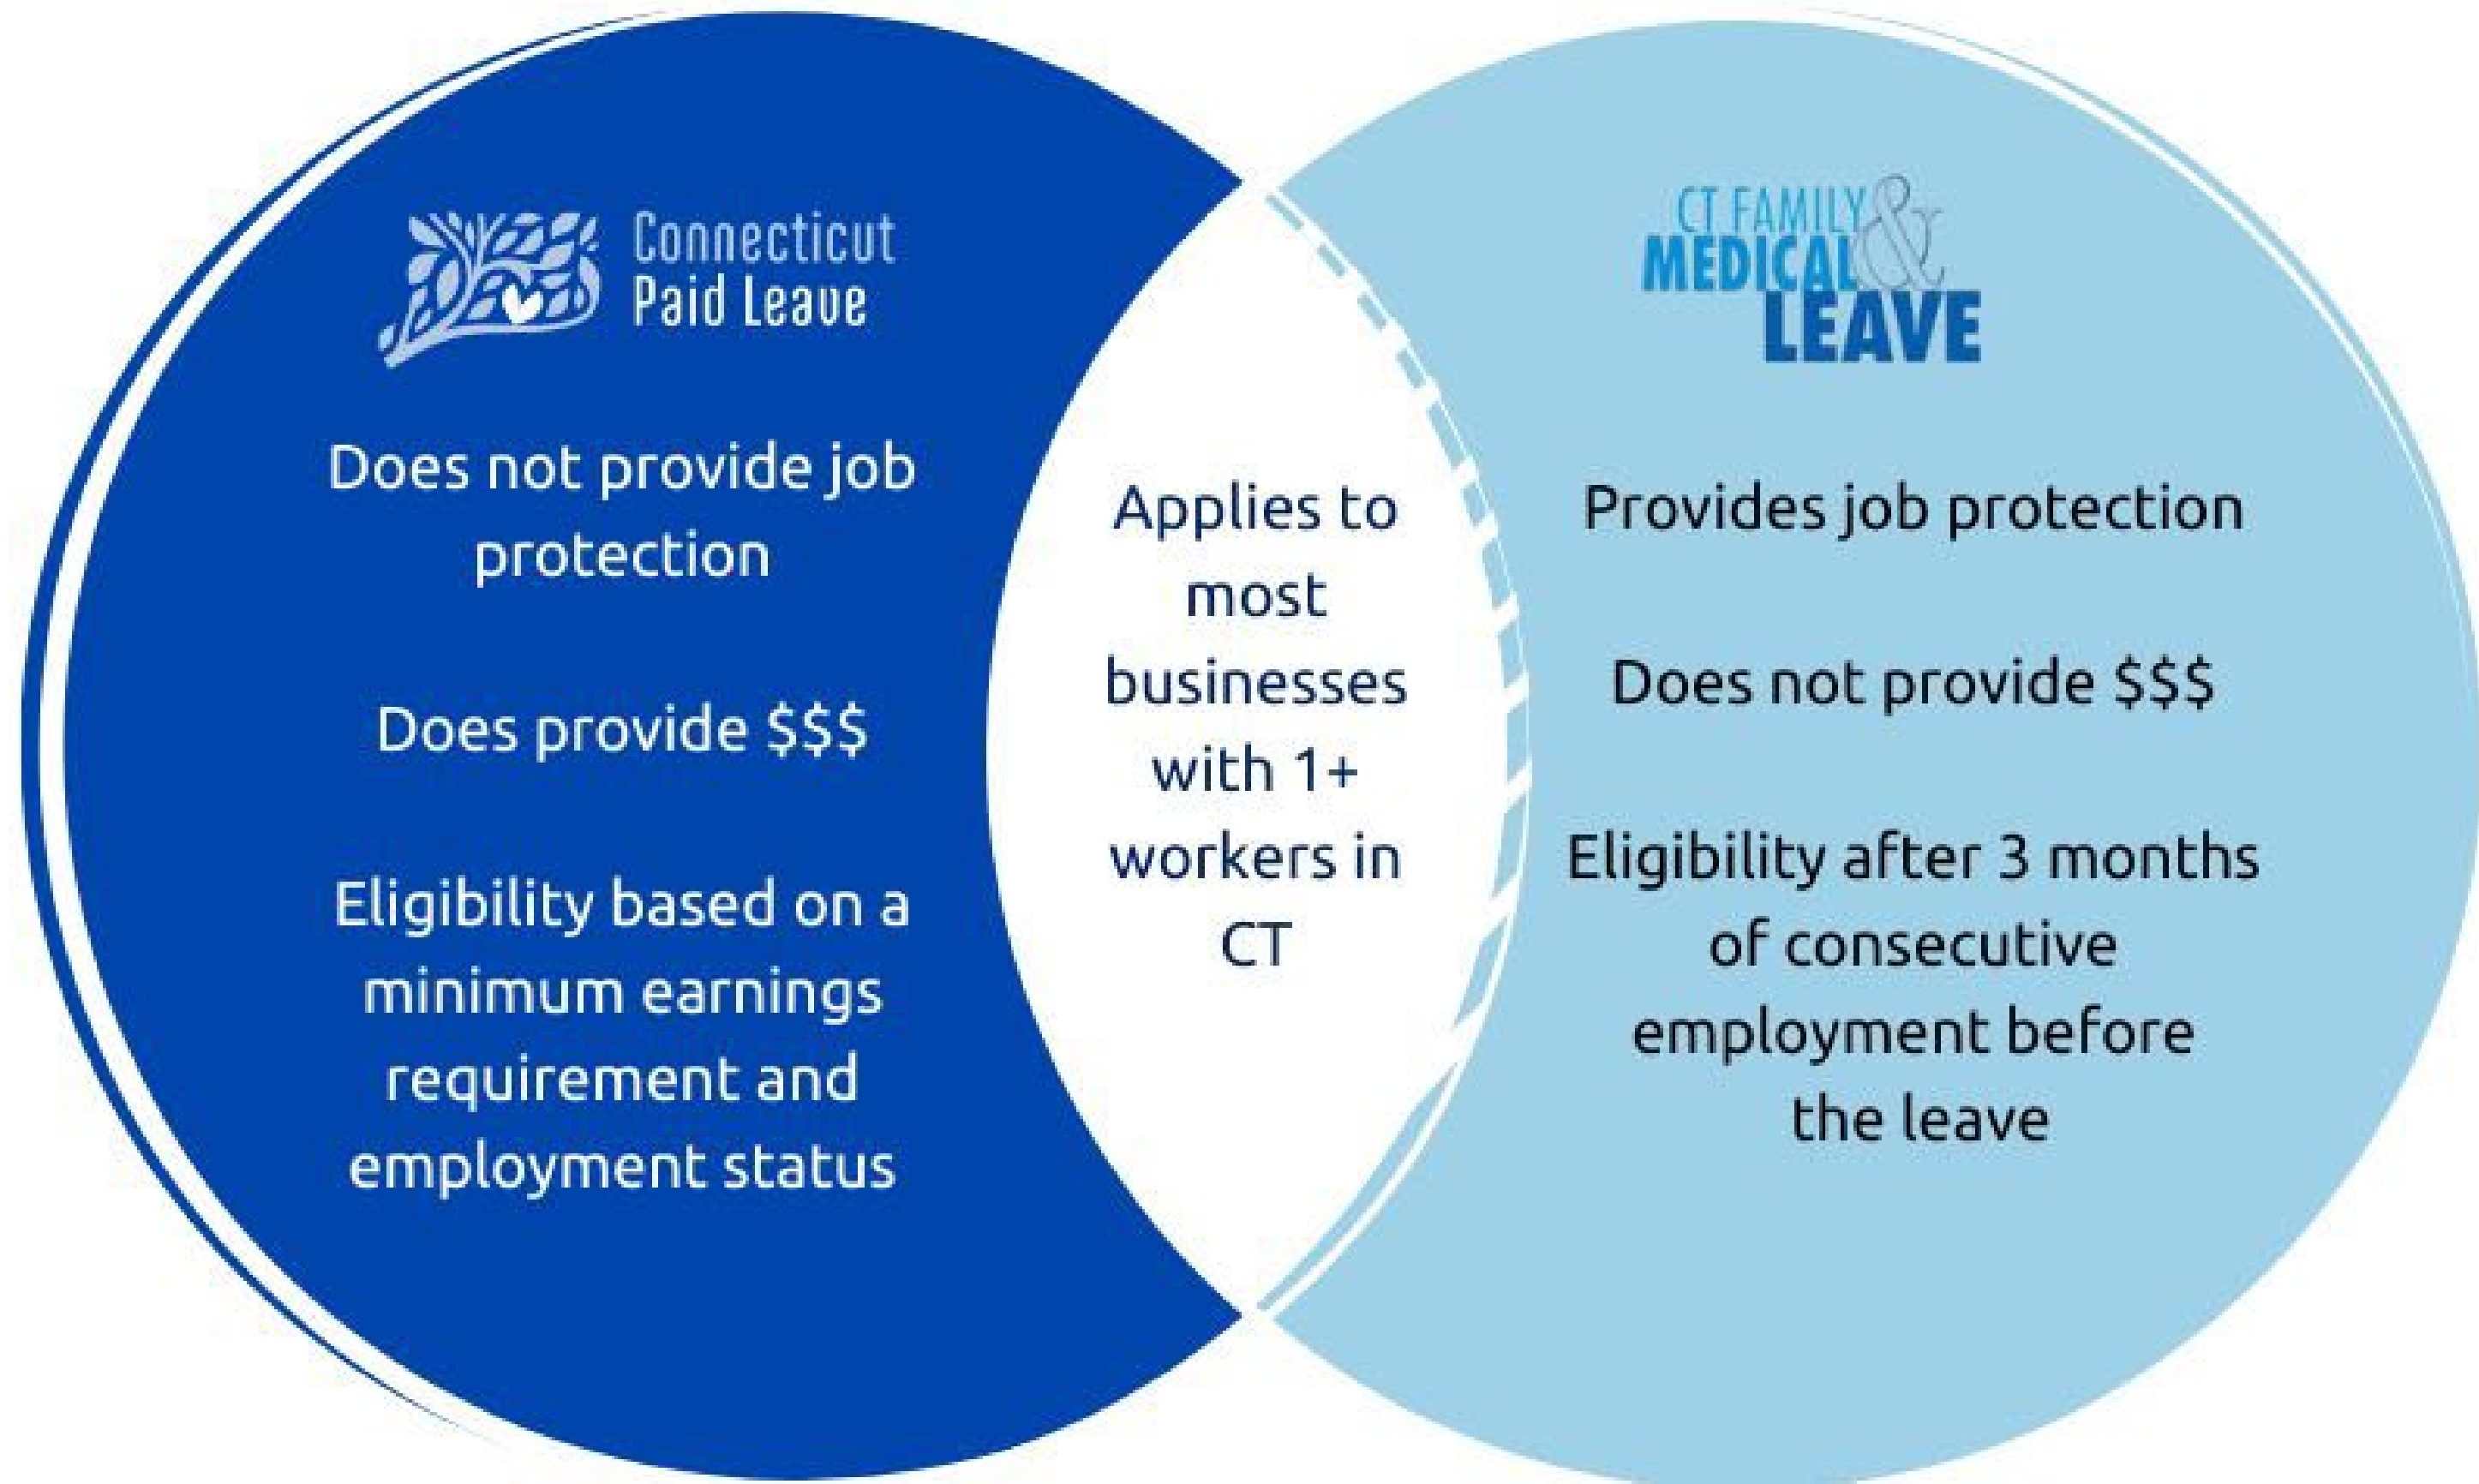 Connecticut
Paid Leave
Does not provide job
protection
Does provide $$$
Eligibility based on a
minimum earnings
requirement and
employment status
Applies to
most
businesses
with 1+
workers in
CT
CT FAMILY &
MEDICAL
LEAVE
Provides job protection
Does not provide $$$
Eligibility after 3 months
of consecutive
employment before
the leave